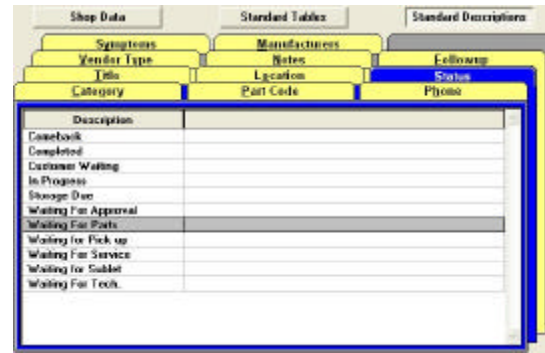 Shop Data Standard Tables Standard Descriptions
Symptoms Manufacturers
Vendor Type Notes Followup
Title Location Status
Category Part Code Phone
Description
Comeback
Completed
Customer Waiting
In Progress
Storage Due
Waiting For Approval
Waiting For Parts
Waiting for Pick up
Waiting For Service
Waiting for Sublet
Waiting For Tech.